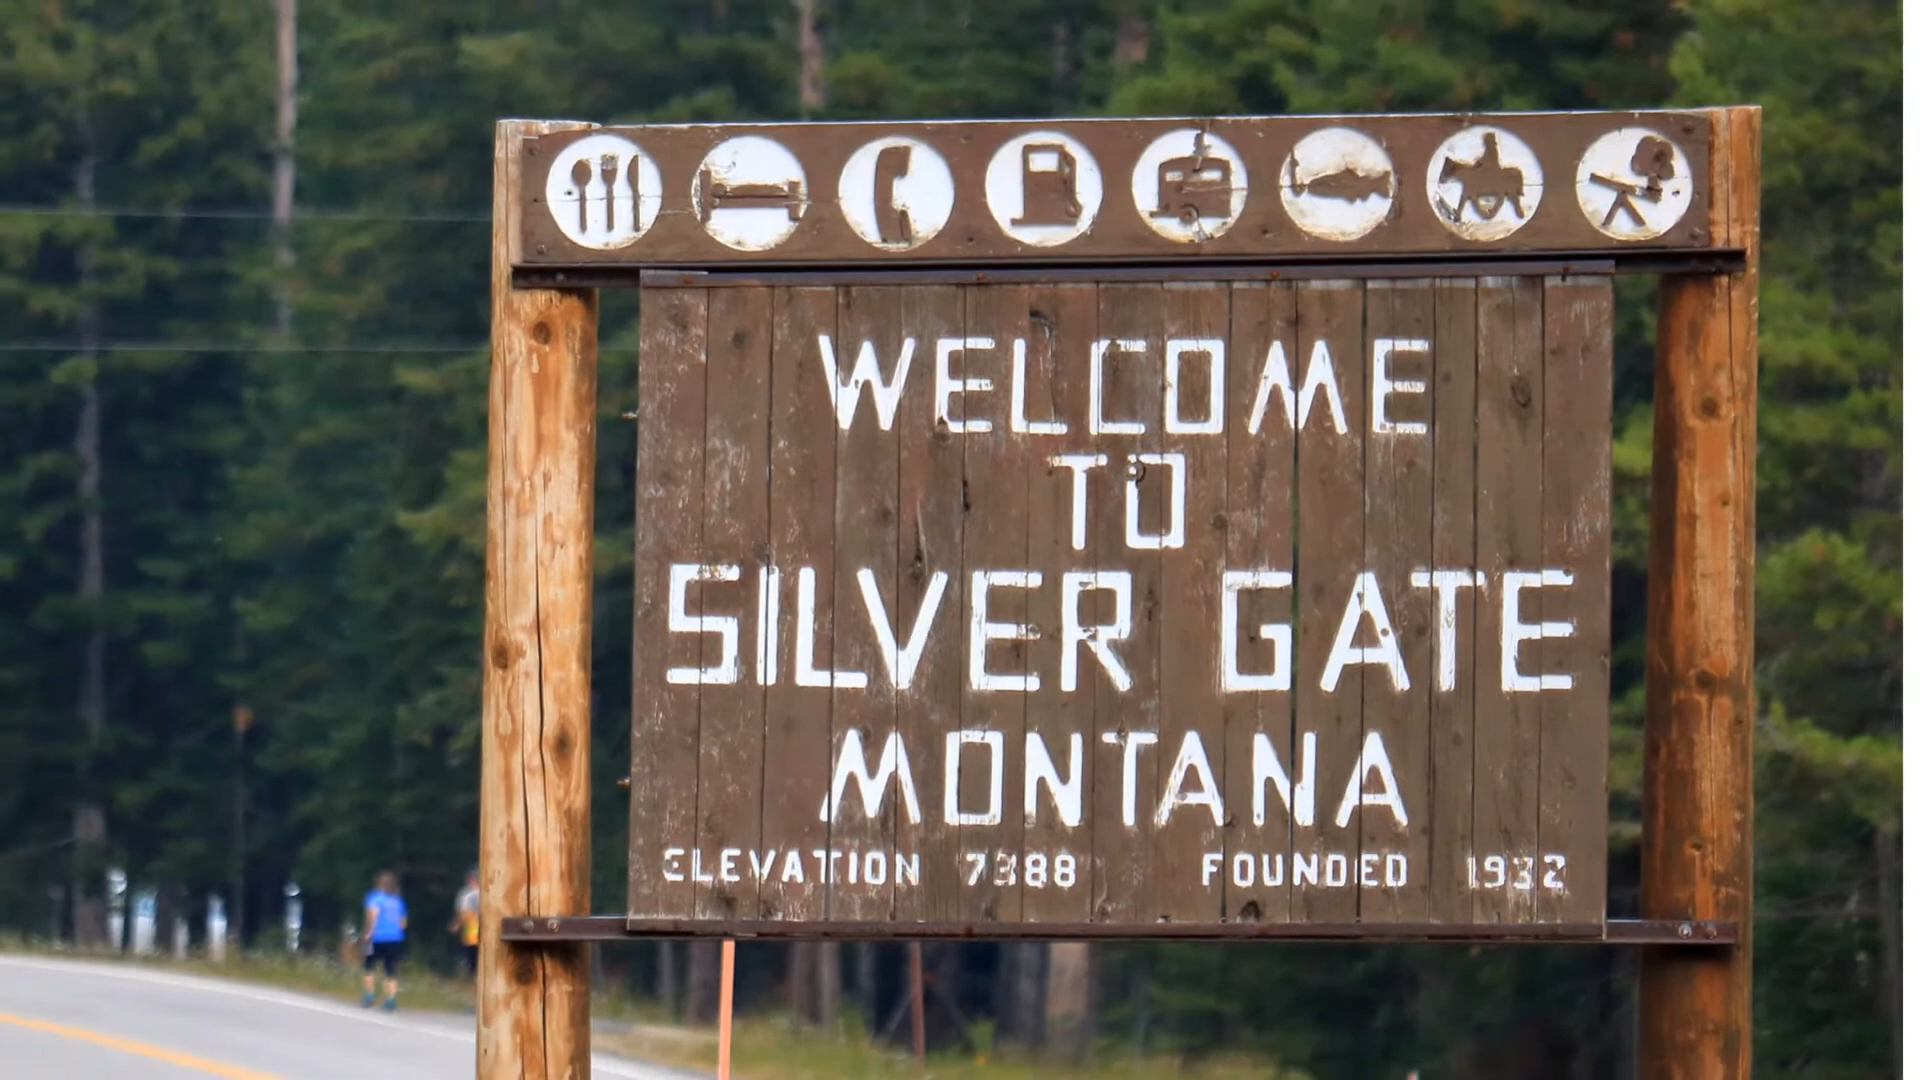 WELCOME
TO
SILVER GATE
MONTANA
ELEVATION 7388 FOUNDED 1932